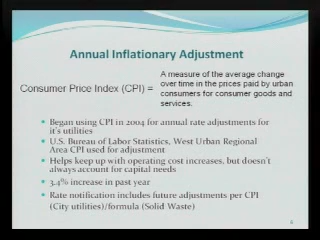 Annual Inflationary Adjustment
Consumer Price Index (CPI) =
A measure of the average change
over time in the prices paid by urban
consumers for consumer goods and
services.
Began using CPI in 2004 for annual rate adjustments for
it's utilities
U.S. Bureau of Labor Statistics, West Urban Regional
Area CPI used for adjustment
Helps keep up with operating cost increases, but doesn't
always account for capital needs
3.4% increase in past year
Rate notification includes future adjustments per CPI
(City utilities)/formula (Solid Waste)